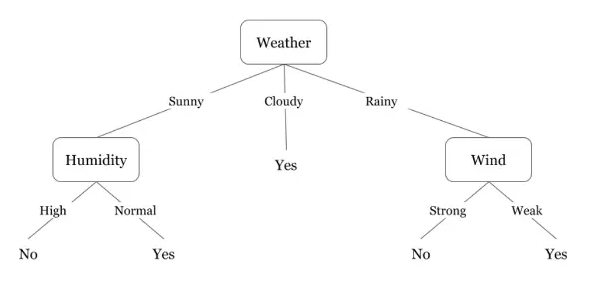 Weather
Sunny
Cloudy
Rainy
Humidity
Yes
Wind
High
Normal
Strong
Weak
No
Yes
No
Yes